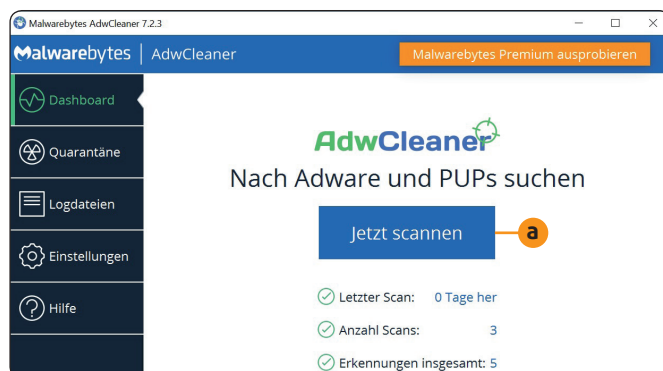 Malwarebytes AdwCleaner 7.2.3
Malwarebytes | AdwCleaner
Malwarebytes Premium ausprobieren
Dashboard
Quarantäne
Logdateien
Einstellungen
Hilfe
AdwCleaner
Nach Adware und PUPs suchen
Jetzt scannen
a
Letzter Scan: 0 Tage her
Anzahl Scans: 3
Erkennungen insgesamt: 5